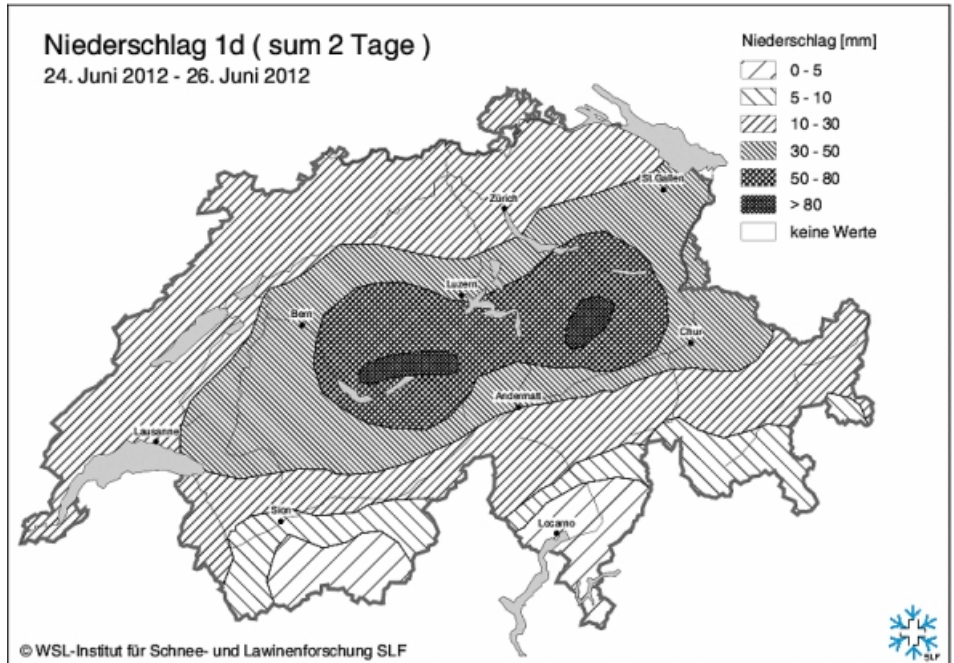 Niederschlag 1d ( sum 2 Tage )
24. Juni 2012 - 26. Juni 2012
Niederschlag [mm]
0 - 5
5 - 10
10 - 30
30 - 50
50 - 80
> 80
keine Werte
St.Gallen
Zürich
Luzern
Bern
Chur
Andermatt
Lausanne
Sion
Locarno
© WSL-Institut für Schnee- und Lawinenforschung SLF
SLF